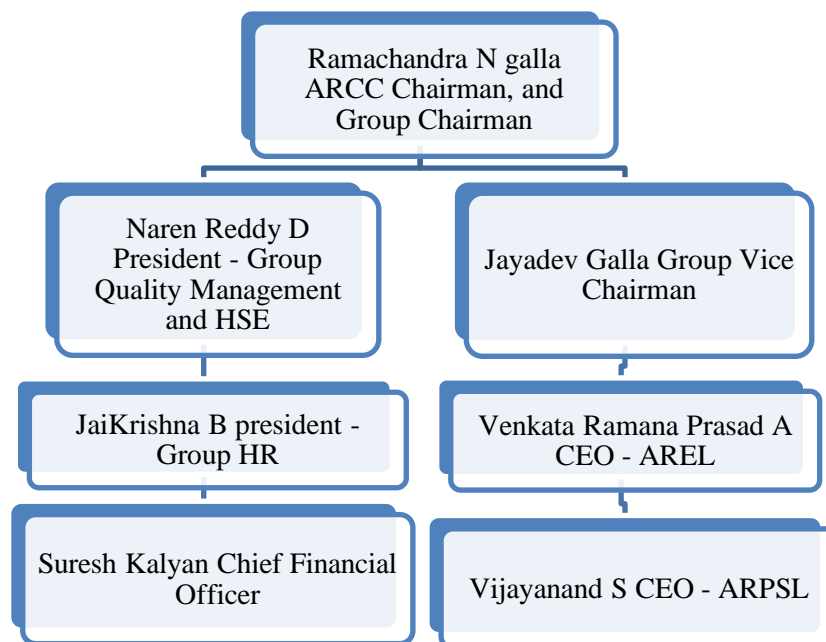 Ramachandra N galla
ARCC Chairman, and
Group Chairman
Naren Reddy D
President - Group
Quality Management
and HSE
Jayadev Galla Group Vice
Chairman
JaiKrishna B president -
Group HR
Venkata Ramana Prasad A
CEO - AREL
Suresh Kalyan Chief Financial
Officer
Vijayanand S CEO - ARPSL